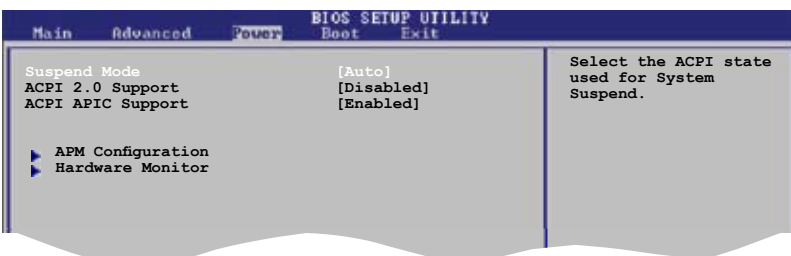 BIOS SETUP UTILITY
Main Advanced Power Boot Exit
Suspend Mode [Auto]
ACPI 2.0 Support [Disabled]
ACPI APIC Support [Enabled]
APM Configuration
Hardware Monitor
Select the ACPI state
used for System
Suspend.